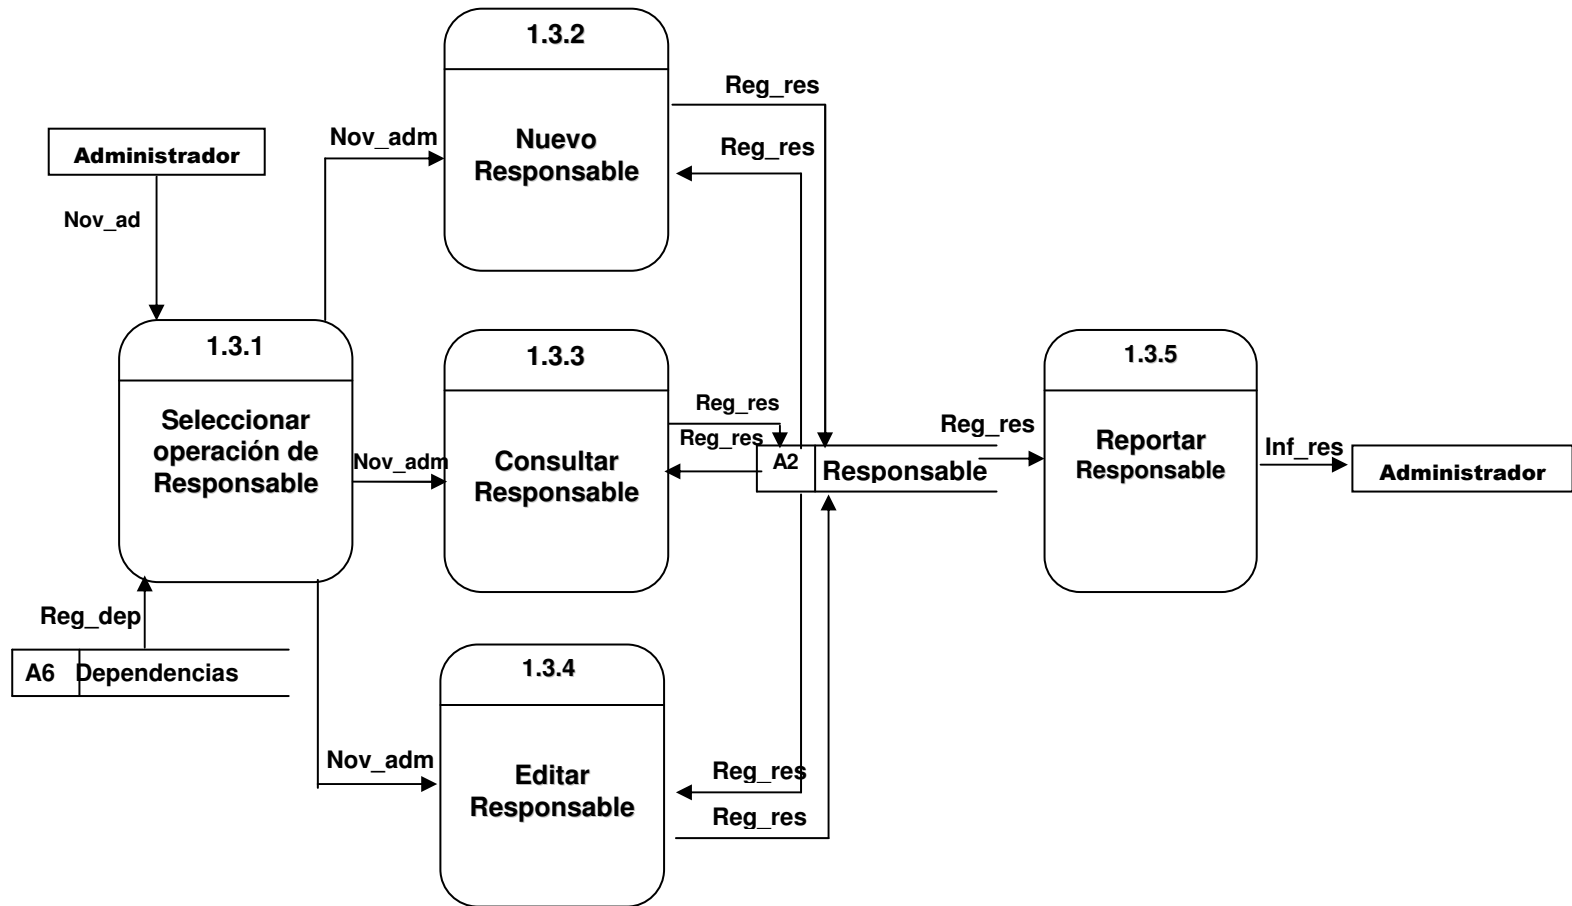 1.3.2
Nuevo
Responsable
Reg_res
Reg_res
Nov_adm
Administrador
Nov_ad
1.3.1
Seleccionar
operación de
Responsable
Nov_adm
1.3.3
Consultar
Responsable
Reg_res
Reg_res
A2 Responsable
Reg_res
1.3.5
Reportar
Responsable
Inf_res
Administrador
Reg_dep
A6 Dependencias
Nov_adm
1.3.4
Editar
Responsable
Reg_res
Reg_res